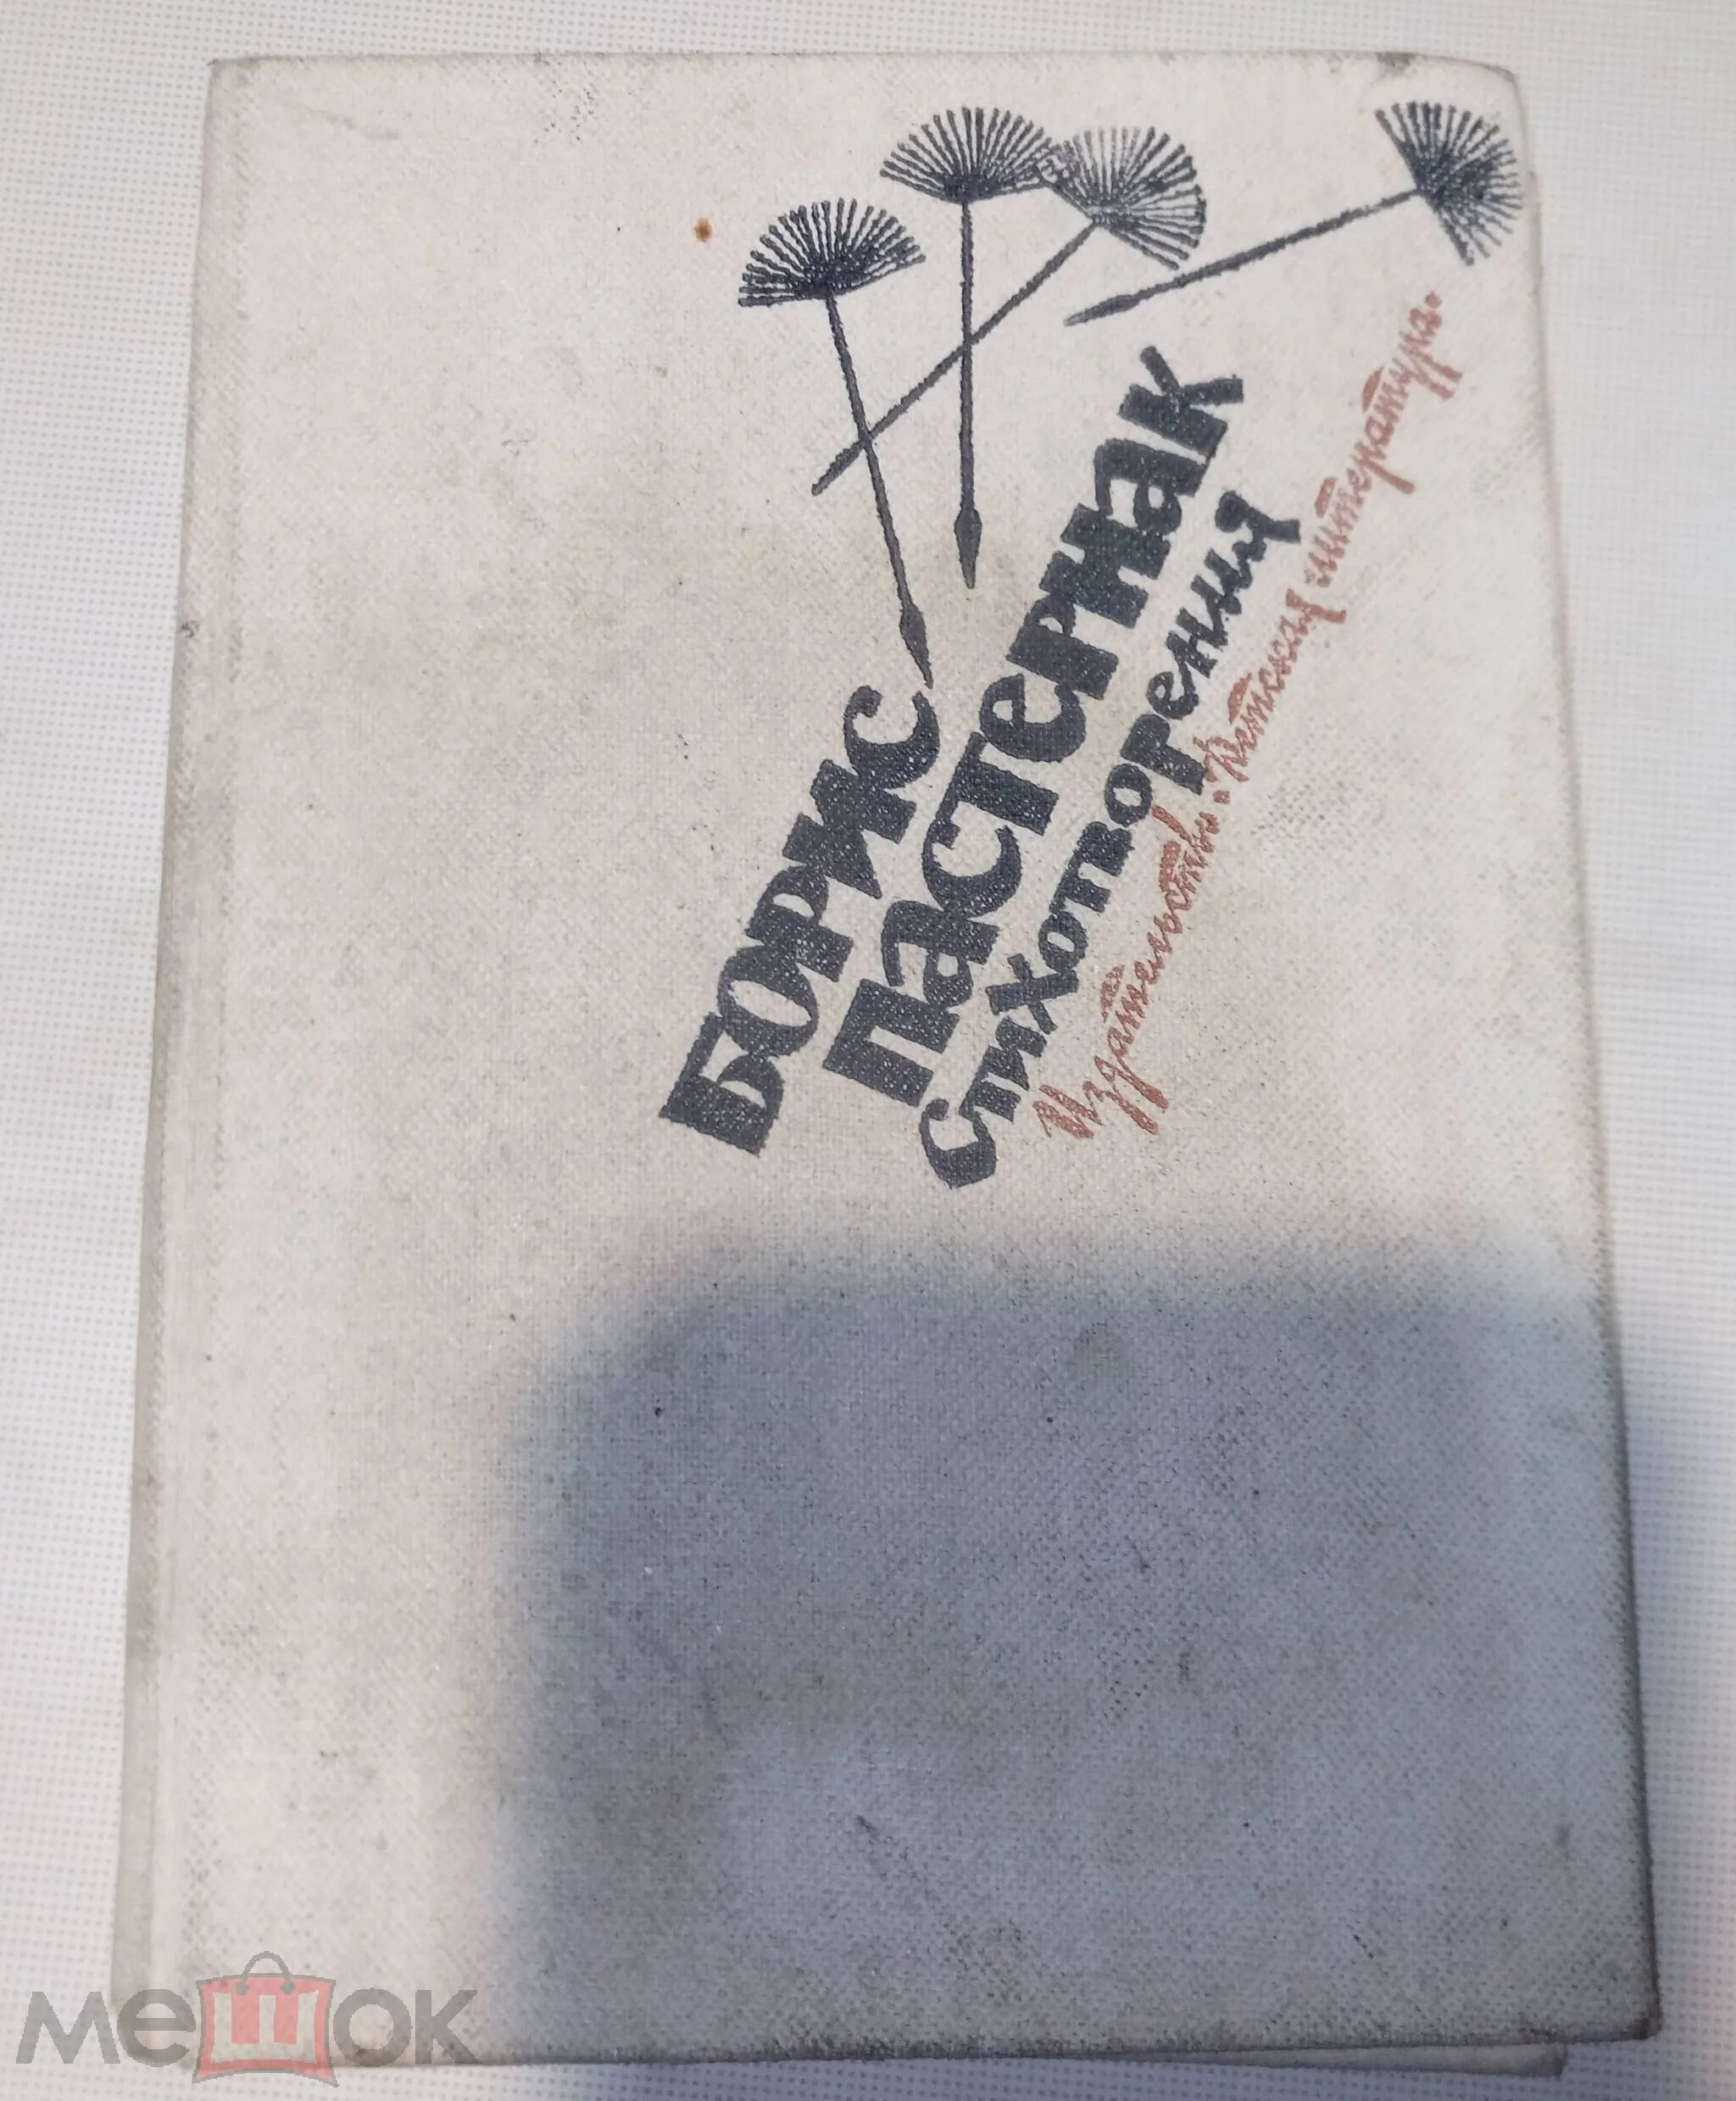 БОРИС
Пастернак
Стихотворения
Издательство "Детская литература"
мешок